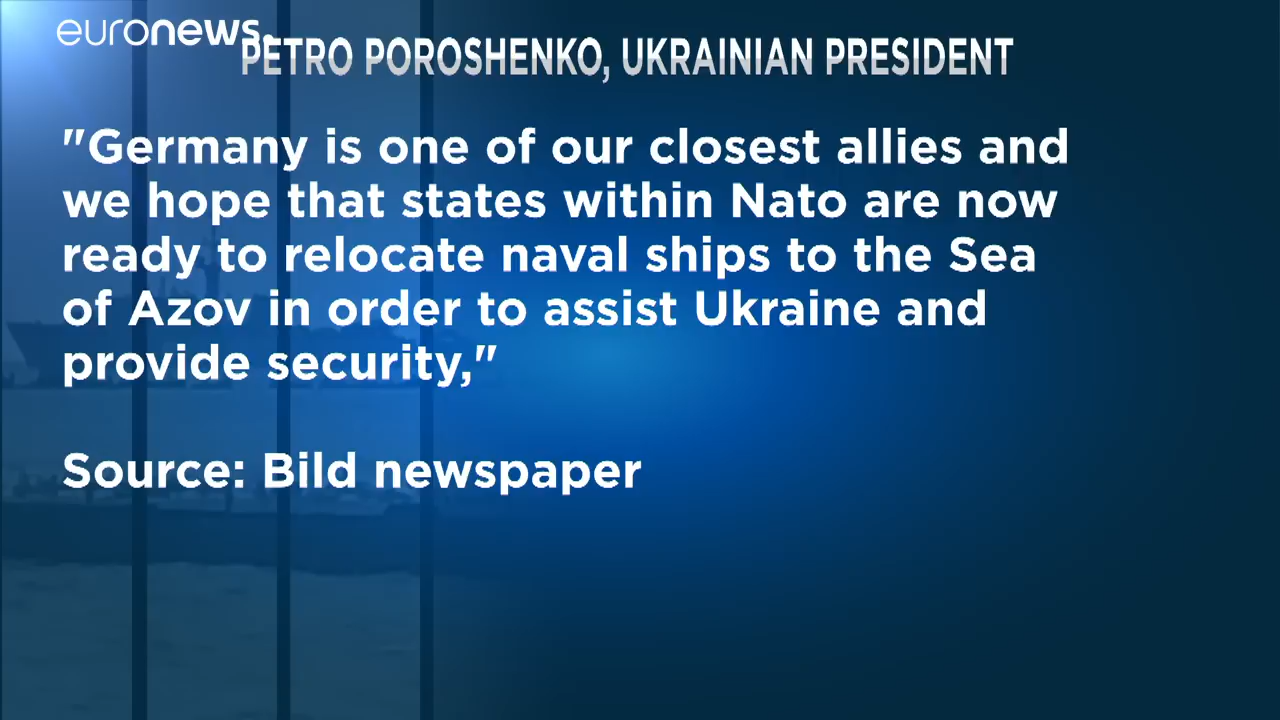 euronews.
PETRO POROSHENKO, UKRAINIAN PRESIDENT
"Germany is one of our closest allies and
we hope that states within Nato are now
ready to relocate naval ships to the Sea
of Azov in order to assist Ukraine and
provide security,"
Source: Bild newspaper